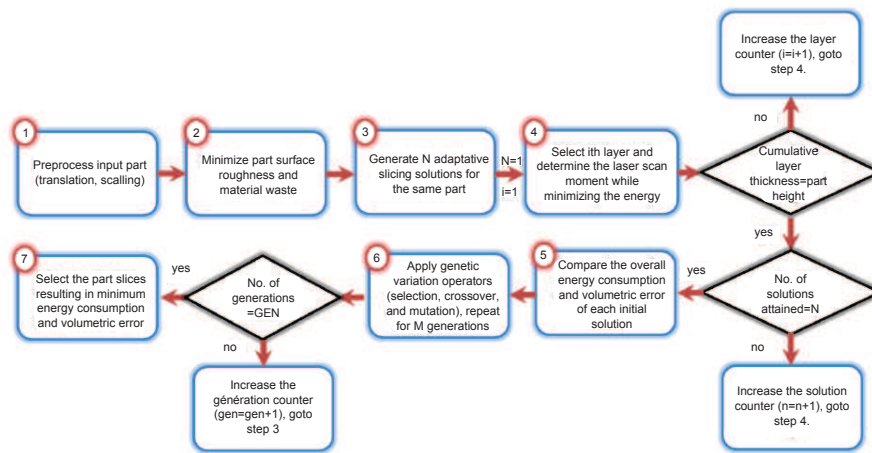 1
Preprocess input part
(translation, scalling)
2
Minimize part surface
roughness and
material waste
3
Generate N adaptative
slicing solutions for
the same part
N=1
i=1
4
Select ith layer and
determine the laser scan
moment while
minimizing the energy
Cumulative
layer
thickness=part
height
no
Increase the layer
counter (i=i+1), goto
step 4.
yes
No. of
solutions
attained=N
no
Increase the solution
counter (n=n+1), goto
step 4.
yes
5
Compare the overall
energy consumption
and volumetric error
of each initial
solution
6
Apply genetic
variation operators
(selection, crossover,
and mutation), repeat
for M generations
No. of
generations
=GEN
no
Increase the
génération counter
(gen=gen+1), goto
step 3
yes
7
Select the part slices
resulting in minimum
energy consumption
and volumetric error